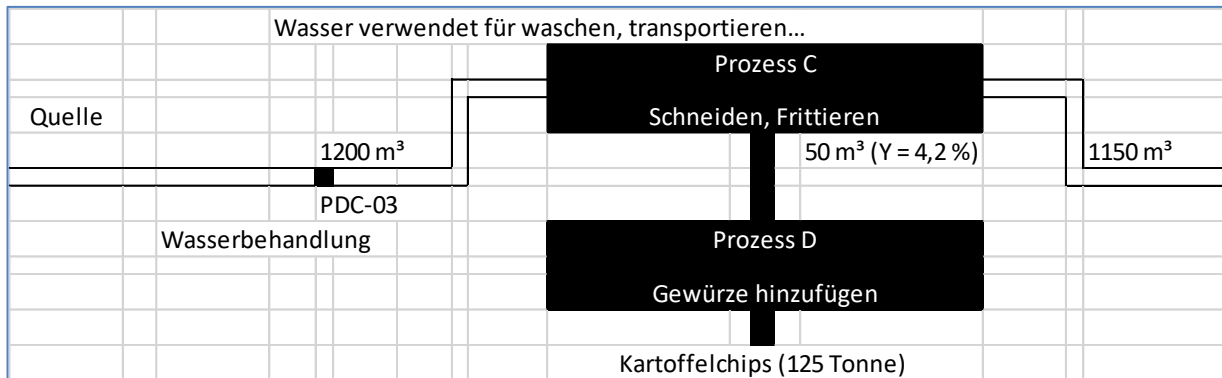 Wasser verwendet für waschen, transportieren...
Prozess C
Quelle
Schneiden, Frittieren
1200 m³
50 m³ (Y = 4,2 %)
1150 m³
PDC-03
Wasserbehandlung
Prozess D
Gewürze hinzufügen
Kartoffelchips (125 Tonne)